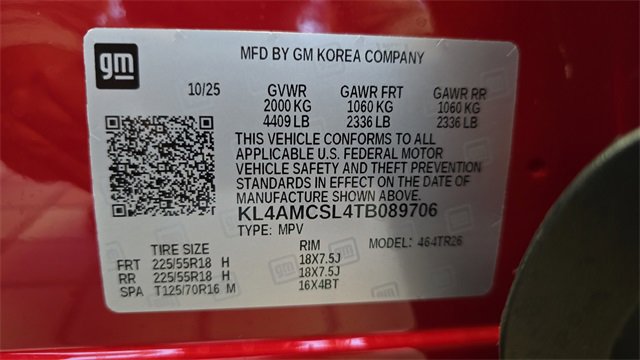 gm
MFD BY GM KOREA COMPANY
10/25 GVWR GAWR FRT GAWR RR
2000 KG 1060 KG 1060 KG
4409 LB 2336 LB 2336 LB
THIS VEHICLE CONFORMS TO ALL
APPLICABLE U.S. FEDERAL MOTOR
VEHICLE SAFETY AND THEFT PREVENTION
STANDARDS IN EFFECT ON THE DATE OF
MANUFACTURE SHOWN ABOVE.
KL4AMCSL4TB089706
TYPE: MPV MODEL: 464TR26
TIRE SIZE RIM
FRT 225/55R18 H 18X7.5J
RR 225/55R18 H 18X7.5J
SPA T125/70R16 M 16X4BT